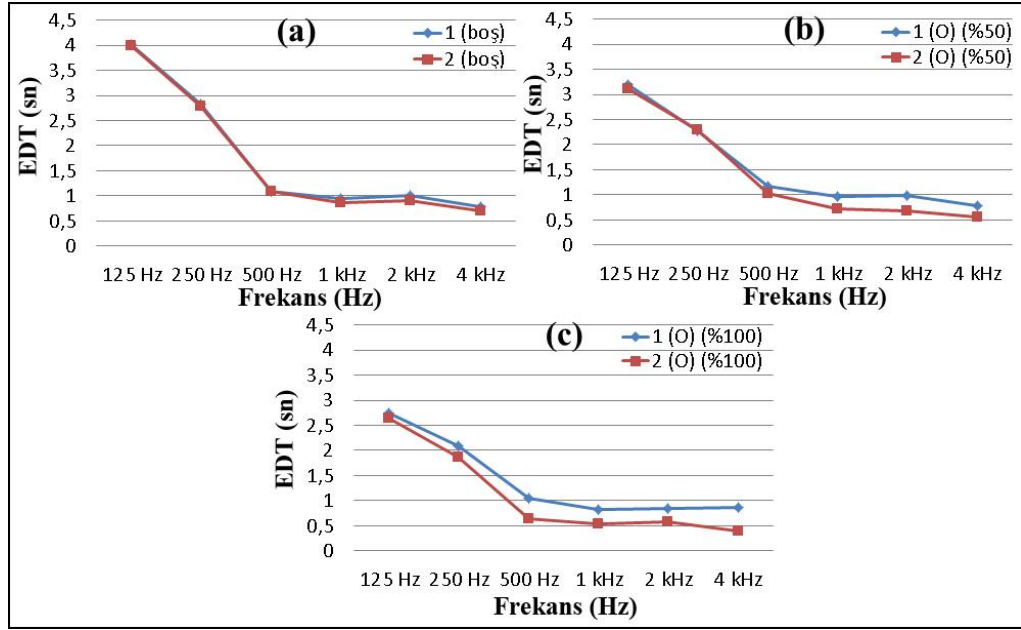 (a)
1 (boş)
2 (boş)
EDT (sn)
4,5
4
3,5
3
2,5
2
1,5
1
0,5
0
125 Hz 250 Hz 500 Hz 1 kHz 2 kHz 4 kHz
Frekans (Hz)
(b)
1 (O) (%50)
2 (O) (%50)
EDT (sn)
4,5
4
3,5
3
2,5
2
1,5
1
0,5
0
125 Hz 250 Hz 500 Hz 1 kHz 2 kHz 4 kHz
Frekans (Hz)
(c)
1 (O) (%100)
2 (O) (%100)
EDT (sn)
4,5
4
3,5
3
2,5
2
1,5
1
0,5
0
125 Hz 250 Hz 500 Hz 1 kHz 2 kHz 4 kHz
Frekans (Hz)